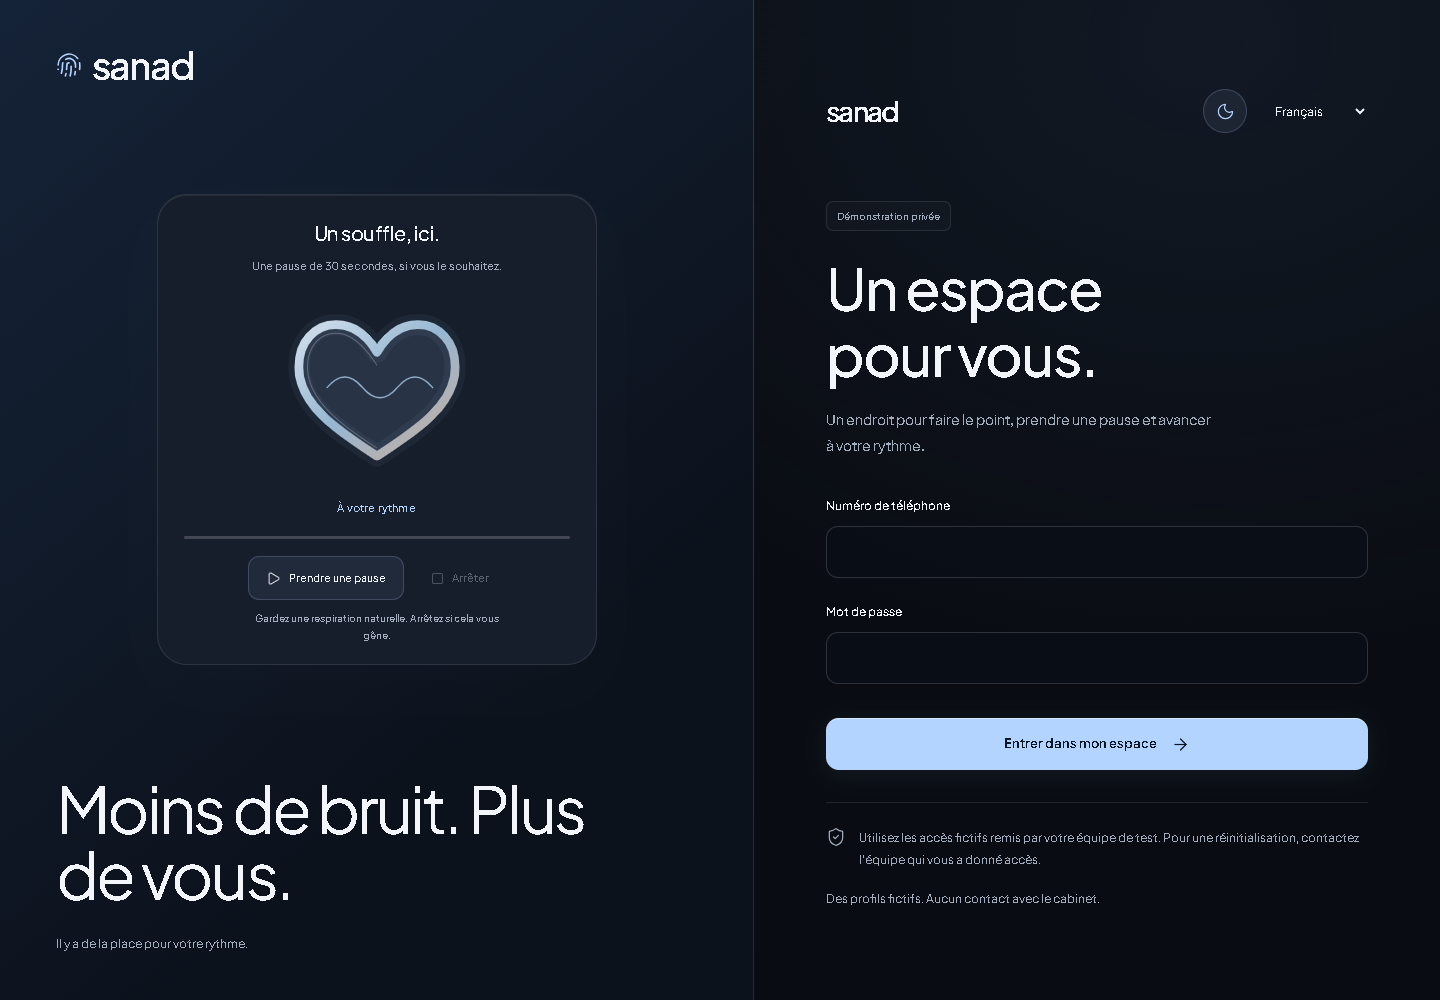 sanad
Un souffle, ici.
Une pause de 30 secondes, si vous le souhaitez.
À votre rythme
Prendre une pause
Arrêter
Gardez une respiration naturelle. Arrêtez si cela vous
gêne.
Moins de bruit. Plus
de vous.
Il y a de la place pour votre rythme.
sanad
Français
Démonstration privée
Un espace
pour vous.
Un endroit pour faire le point, prendre une pause et avancer
à votre rythme.
Numéro de téléphone
Mot de passe
Entrer dans mon espace
Utilisez les accès fictifs remis par votre équipe de test. Pour une réinitialisation, contactez
l'équipe qui vous a donné accès.
Des profils fictifs. Aucun contact avec le cabinet.